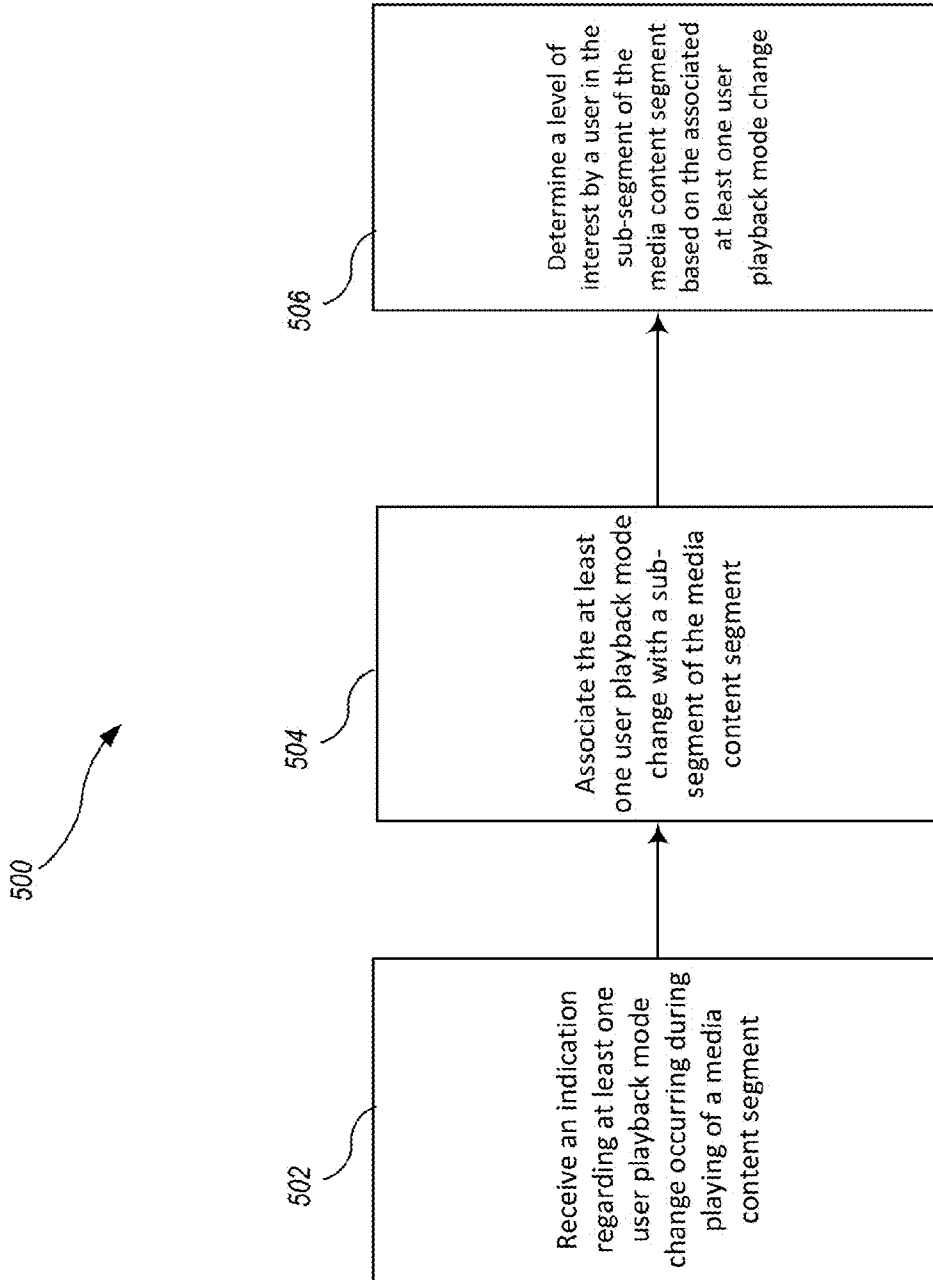 500
502
Receive an indication
regarding at least one
user playback mode
change occurring during
playing of a media
content segment
504
Associate the at least
one user playback mode
change with a sub-
segment of the media
content segment
506
Determine a level of
interest by a user in the
sub-segment of the
media content segment
based on the associated
at least one user
playback mode change